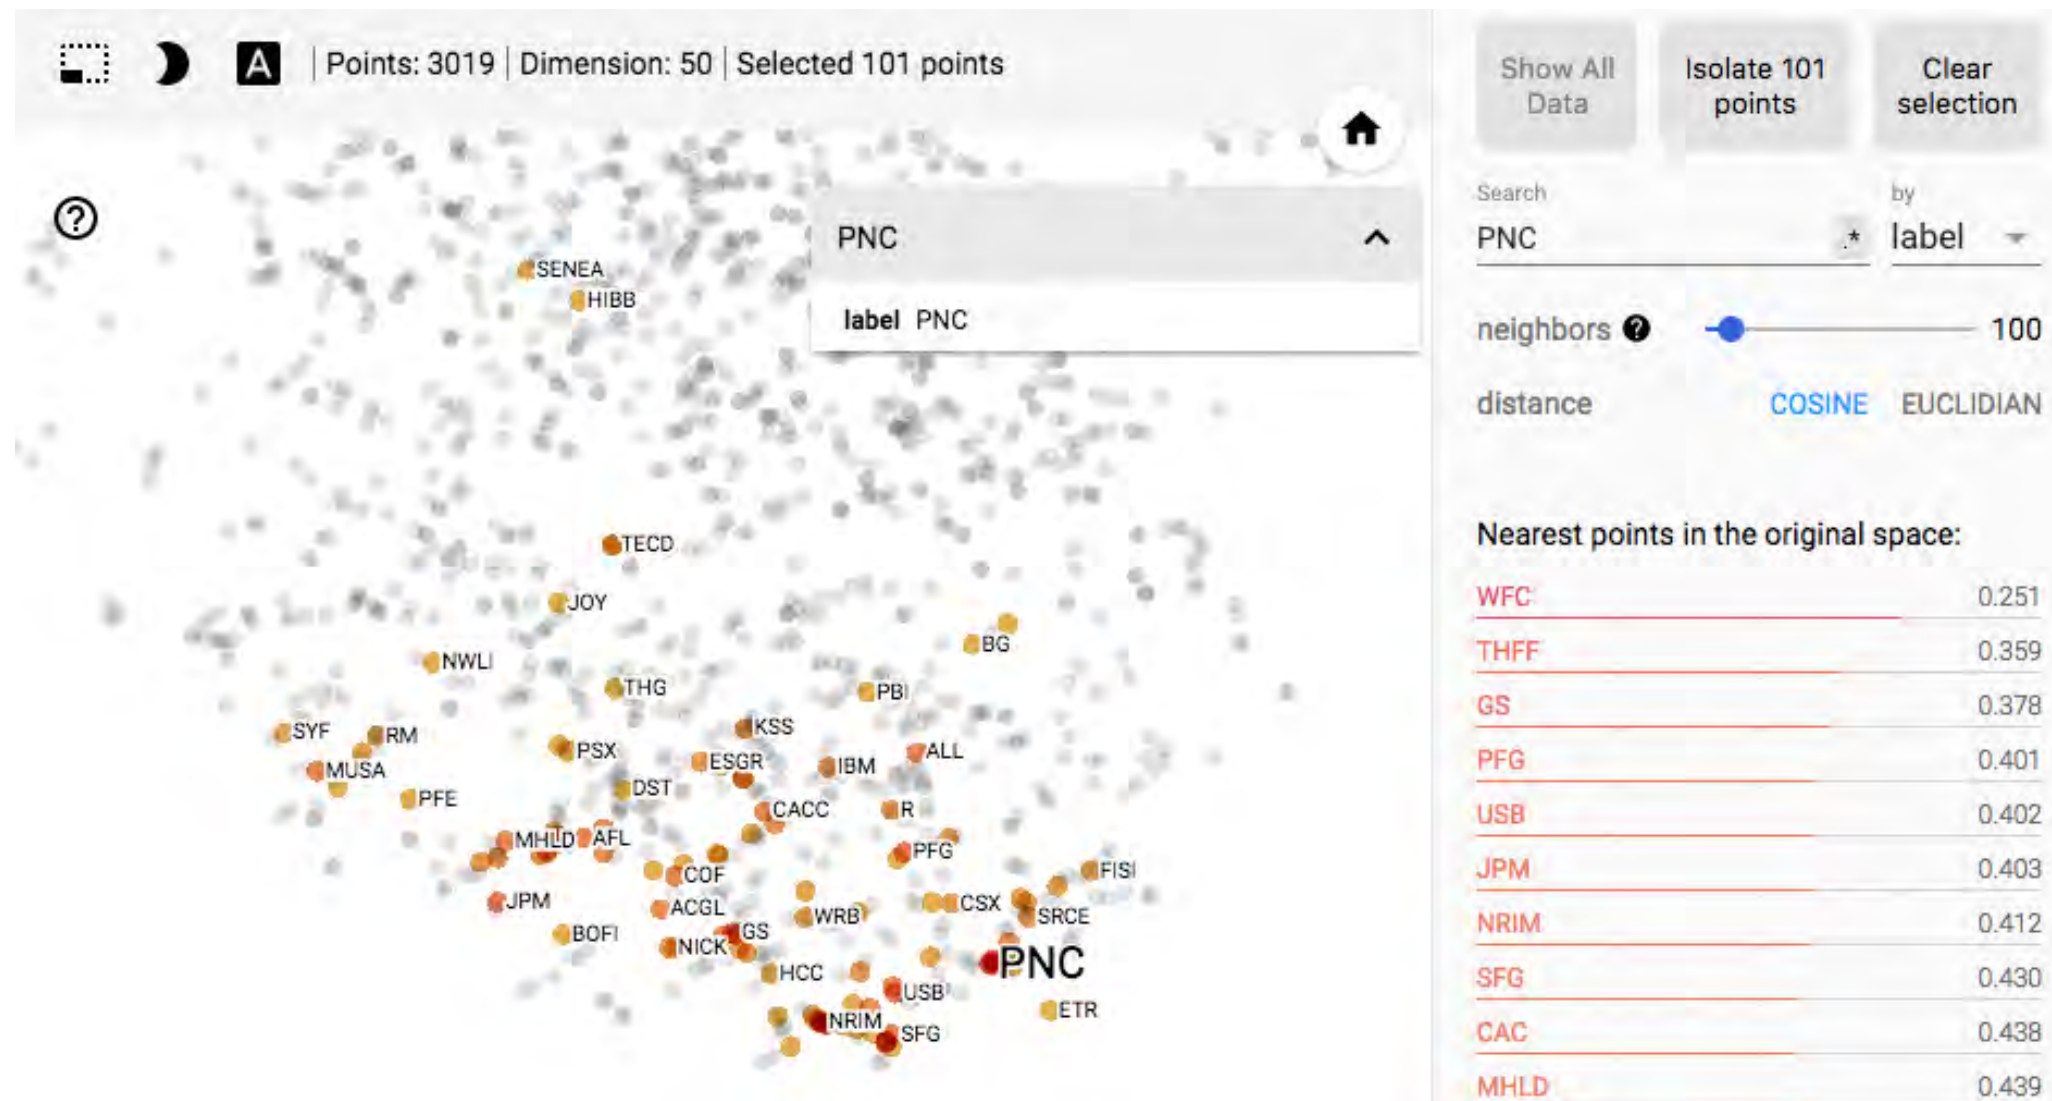 A | Points: 3019 | Dimension: 50 | Selected 101 points
Show All Data
Isolate 101 points
Clear selection
Search
PNC .*
by
label
neighbors ? 100
distance COSINE EUCLIDIAN
Nearest points in the original space:
WFC 0.251
THFF 0.359
GS 0.378
PFG 0.401
USB 0.402
JPM 0.403
NRIM 0.412
SFG 0.430
CAC 0.438
MHLD 0.439
?
PNC
label PNC
SENEA
HIBB
TECD
JOY
BG
NWLI
THG
PBI
SYF
RM
KSS
PSX
ALL
ESGR
IBM
MUSA
DST
PFE
CACC
R
MHLD
AFL
PFG
COF
FISI
JPM
ACGL
CSX
WRB
SRCE
BOFI
GS
NICK
PNC
HCC
USB
ETR
NRIM
SFG